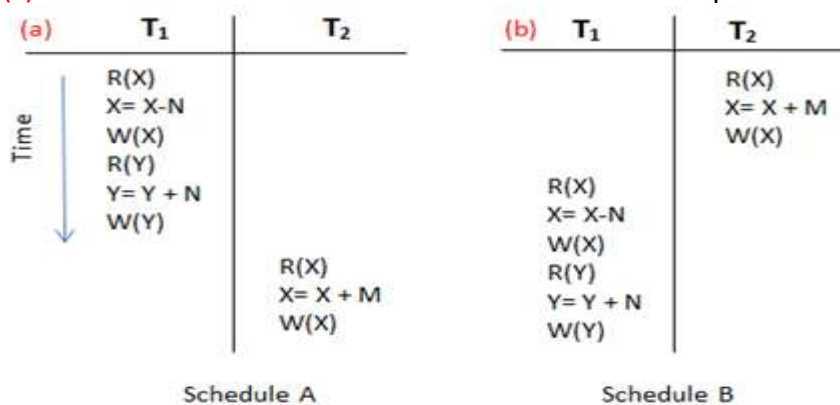 (a) T1 T2
Time
R(X)
X= X-N
W(X)
R(Y)
Y= Y + N
W(Y)
R(X)
X= X + M
W(X)
Schedule A
(b) T1 T2
R(X)
X= X + M
W(X)
R(X)
X= X-N
W(X)
R(Y)
Y= Y + N
W(Y)
Schedule B